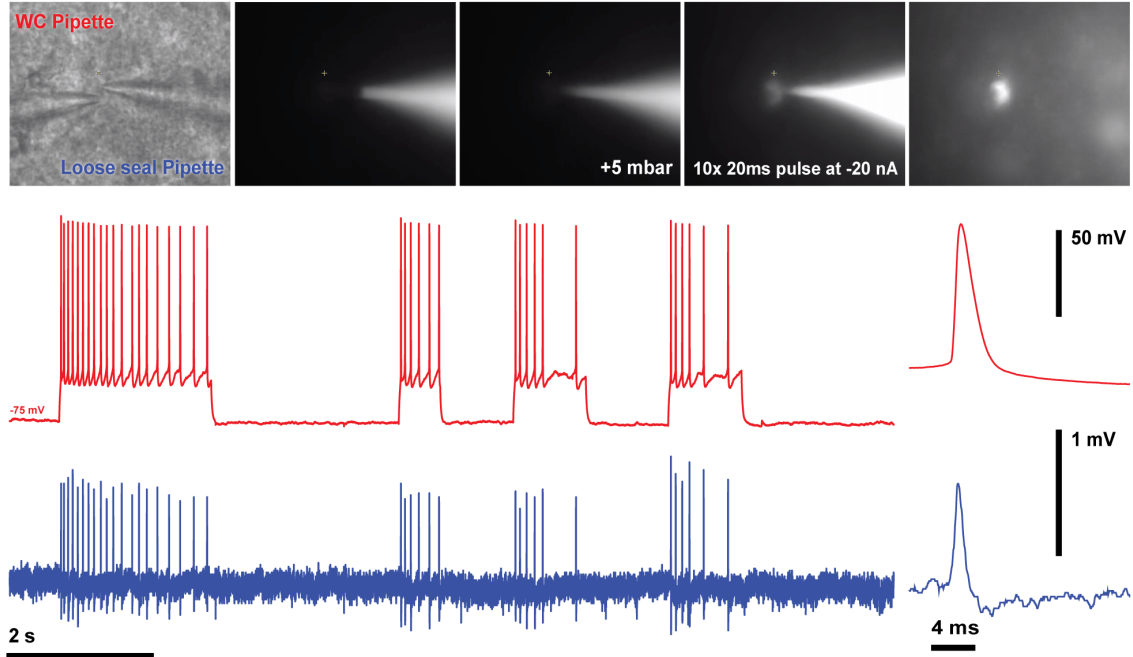 WC Pipette
Loose seal Pipette
+5 mbar
10x 20ms pulse at -20 nA
50 mV
-75 mV
1 mV
2 s
4 ms